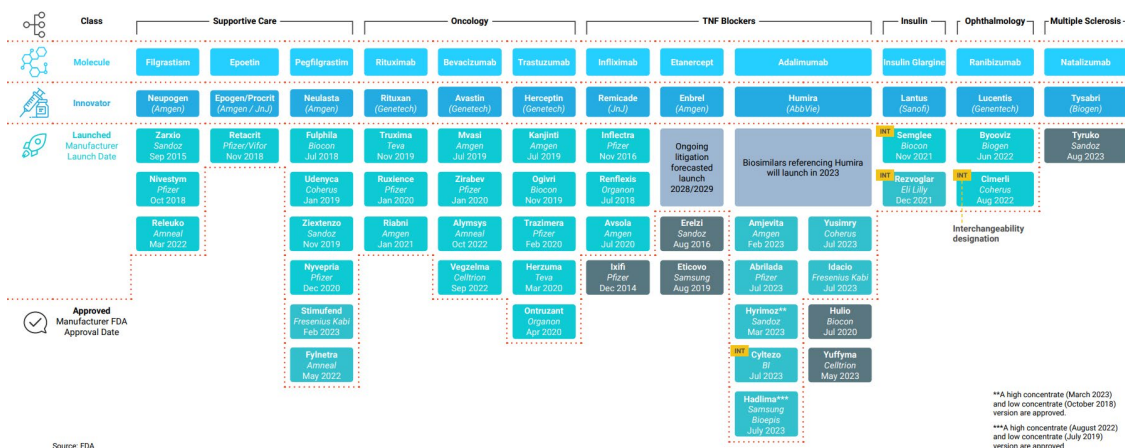 Class
Supportive Care
Oncology
TNF Blockers
Insulin
Ophthalmology
Multiple Sclerosis
Molecule
Filgrastism
Epoetin
Pegfilgrastim
Rituximab
Bevacizumab
Trastuzumab
Infliximab
Etanercept
Adalimumab
Insulin Glargine
Ranibizumab
Natalizumab
Innovator
Neupogen
(Amgen)
Epogen/Procrit
(Amgen / JnJ)
Neulasta
(Amgen)
Rituxan
(Genetech)
Avastin
(Genetech)
Herceptin
(Genetech)
Remicade
(JnJ)
Enbrel
(Amgen)
Humira
(AbbVie)
Lantus
(Sanofi)
Lucentis
(Genentech)
Tysabri
(Biogen)
Launched
Manufacturer
Launch Date
Zarxio
Sandoz
Sep 2015
Retacrit
Pfizer/Vifor
Nov 2018
Fulphila
Biocon
Jul 2018
Truxima
Teva
Nov 2019
Mvasi
Amgen
Jul 2019
Kanjinti
Amgen
Jul 2019
Inflectra
Pfizer
Nov 2016
Ongoing
litigation
forecasted
launch
2028/2029
Biosimilars referencing Humira
will launch in 2023
INT
Semglee
Biocon
Nov 2021
Byooviz
Biogen
Jun 2022
Tyruko
Sandoz
Aug 2023
Nivestym
Pfizer
Oct 2018
Udenyca
Coherus
Jan 2019
Ruxience
Pfizer
Jan 2020
Zirabev
Pfizer
Jan 2020
Ogivri
Biocon
Nov 2019
Renflexis
Organon
Jul 2018
INT
Rezvoglar
Eli Lilly
Dec 2021
INT
Cimerli
Coherus
Aug 2022
Interchangeability
designation
Releuko
Amneal
Mar 2022
Ziextenzo
Sandoz
Nov 2019
Riabni
Amgen
Jan 2021
Alymsys
Amneal
Oct 2022
Trazimera
Pfizer
Feb 2020
Avsola
Amgen
Jul 2020
Erelzi
Sandoz
Aug 2016
Amjevita
Amgen
Feb 2023
Yusimry
Coherus
Jul 2023
Nyvepria
Pfizer
Dec 2020
Vegzelma
Celltrion
Sep 2022
Herzuma
Teva
Mar 2020
Ixifi
Pfizer
Dec 2014
Eticovo
Samsung
Aug 2019
Abrilada
Pfizer
Jul 2023
Idacio
Fresenius Kabi
Jul 2023
Approved
Manufacturer FDA
Approval Date
Stimufend
Fresenius Kabi
Feb 2023
Ontruzant
Organon
Apr 2020
Hyrimoz**
Sandoz
Mar 2023
Hulio
Biocon
Jul 2020
Fylnetra
Amneal
May 2022
INT
Cyltezo
BI
Jul 2023
Yuffyma
Celltrion
May 2023
Hadlima***
Samsung
Bioepis
July 2023
**A high concentrate (March 2023)
and low concentrate (October 2018)
version are approved.
***A high concentrate (August 2022)
and low concentrate (July 2019)
version are approved
Source: FDA